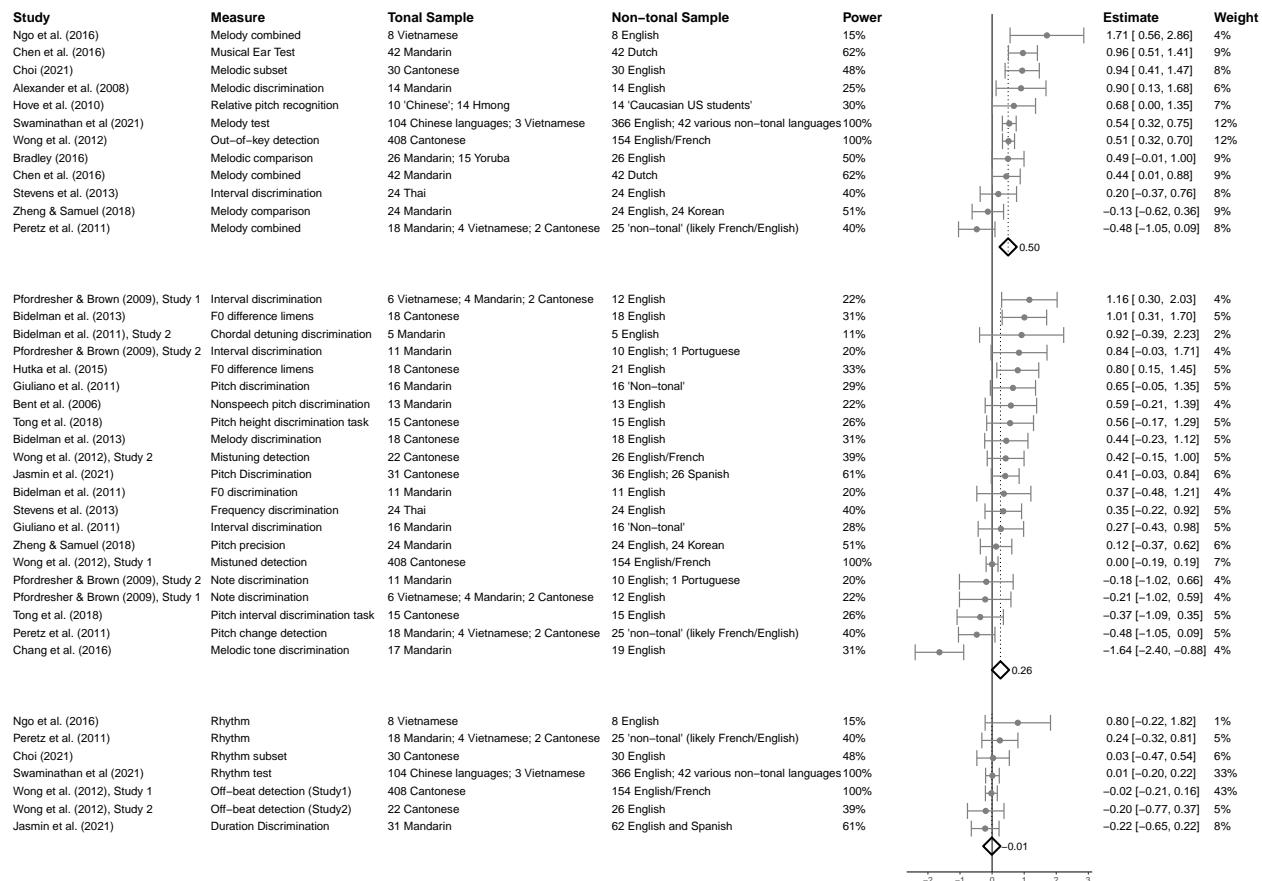 Study Measure Tonal Sample Non−tonal Sample Power Estimate Weight
Ngo et al. (2016) Melody combined 8 Vietnamese 8 English 15% 1.71 [ 0.56, 2.86] 4%
Chen et al. (2016) Musical Ear Test 42 Mandarin 42 Dutch 62% 0.96 [ 0.51, 1.41] 9%
Choi (2021) Melodic subset 30 Cantonese 30 English 48% 0.94 [ 0.41, 1.47] 8%
Alexander et al. (2008) Melodic discrimination 14 Mandarin 14 English 25% 0.90 [ 0.13, 1.68] 6%
Hove et al. (2010) Relative pitch recognition 10 'Chinese'; 14 Hmong 14 'Caucasian US students' 30% 0.68 [ 0.00, 1.35] 7%
Swaminathan et al (2021) Melody test 104 Chinese languages; 3 Vietnamese 366 English; 42 various non−tonal languages 100% 0.54 [ 0.32, 0.75] 12%
Wong et al. (2012) Out−of−key detection 408 Cantonese 154 English/French 100% 0.51 [ 0.32, 0.70] 12%
Bradley (2016) Melodic comparison 26 Mandarin; 15 Yoruba 26 English 50% 0.49 [−0.01, 1.00] 9%
Chen et al. (2016) Melody combined 42 Mandarin 42 Dutch 62% 0.44 [ 0.01, 0.88] 9%
Stevens et al. (2013) Interval discrimination 24 Thai 24 English 40% 0.20 [−0.37, 0.76] 8%
Zheng & Samuel (2018) Melody comparison 24 Mandarin 24 English, 24 Korean 51% −0.13 [−0.62, 0.36] 9%
Peretz et al. (2011) Melody combined 18 Mandarin; 4 Vietnamese; 2 Cantonese 25 'non−tonal' (likely French/English) 40% −0.48 [−1.05, 0.09] 8%
0.50
Pfordresher & Brown (2009), Study 1 Interval discrimination 6 Vietnamese; 4 Mandarin; 2 Cantonese 12 English 22% 1.16 [ 0.30, 2.03] 4%
Bidelman et al. (2013) F0 difference limens 18 Cantonese 18 English 31% 1.01 [ 0.31, 1.70] 5%
Bidelman et al. (2011), Study 2 Chordal detuning discrimination 5 Mandarin 5 English 11% 0.92 [−0.39, 2.23] 2%
Pfordresher & Brown (2009), Study 2 Interval discrimination 11 Mandarin 10 English; 1 Portuguese 20% 0.84 [−0.03, 1.71] 4%
Hutka et al. (2015) F0 difference limens 18 Cantonese 21 English 33% 0.80 [ 0.15, 1.45] 5%
Giuliano et al. (2011) Pitch discrimination 16 Mandarin 16 'Non−tonal' 29% 0.65 [−0.05, 1.35] 5%
Bent et al. (2006) Nonspeech pitch discrimination 13 Mandarin 13 English 22% 0.59 [−0.21, 1.39] 4%
Tong et al. (2018) Pitch height discrimination task 15 Cantonese 15 English 26% 0.56 [−0.17, 1.29] 5%
Bidelman et al. (2013) Melody discrimination 18 Cantonese 18 English 31% 0.44 [−0.23, 1.12] 5%
Wong et al. (2012), Study 2 Mistuning detection 22 Cantonese 26 English/French 39% 0.42 [−0.15, 1.00] 5%
Jasmin et al. (2021) Pitch Discrimination 31 Cantonese 36 English; 26 Spanish 61% 0.41 [−0.03, 0.84] 6%
Bidelman et al. (2011) F0 discrimination 11 Mandarin 11 English 20% 0.37 [−0.48, 1.21] 4%
Stevens et al. (2013) Frequency discrimination 24 Thai 24 English 40% 0.35 [−0.22, 0.92] 5%
Giuliano et al. (2011) Interval discrimination 16 Mandarin 16 'Non−tonal' 28% 0.27 [−0.43, 0.98] 5%
Zheng & Samuel (2018) Pitch precision 24 Mandarin 24 English, 24 Korean 51% 0.12 [−0.37, 0.62] 6%
Wong et al. (2012), Study 1 Mistuned detection 408 Cantonese 154 English/French 100% 0.00 [−0.19, 0.19] 7%
Pfordresher & Brown (2009), Study 2 Note discrimination 11 Mandarin 10 English; 1 Portuguese 20% −0.18 [−1.02, 0.66] 4%
Pfordresher & Brown (2009), Study 1 Note discrimination 6 Vietnamese; 4 Mandarin; 2 Cantonese 12 English 22% −0.21 [−1.02, 0.59] 4%
Tong et al. (2018) Pitch interval discrimination task 15 Cantonese 15 English 26% −0.37 [−1.09, 0.35] 5%
Peretz et al. (2011) Pitch change detection 18 Mandarin; 4 Vietnamese; 2 Cantonese 25 'non−tonal' (likely French/English) 40% −0.48 [−1.05, 0.09] 5%
Chang et al. (2016) Melodic tone discrimination 17 Mandarin 19 English 31% −1.64 [−2.40, −0.88] 4%
0.26
Ngo et al. (2016) Rhythm 8 Vietnamese 8 English 15% 0.80 [−0.22, 1.82] 1%
Peretz et al. (2011) Rhythm 18 Mandarin; 4 Vietnamese; 2 Cantonese 25 'non−tonal' (likely French/English) 40% 0.24 [−0.32, 0.81] 5%
Choi (2021) Rhythm subset 30 Cantonese 30 English 48% 0.03 [−0.47, 0.54] 6%
Swaminathan et al (2021) Rhythm test 104 Chinese languages; 3 Vietnamese 366 English; 42 various non−tonal languages 100% 0.01 [−0.20, 0.22] 33%
Wong et al. (2012), Study 1 Off−beat detection (Study1) 408 Cantonese 154 English/French 100% −0.02 [−0.21, 0.16] 43%
Wong et al. (2012), Study 2 Off−beat detection (Study2) 22 Cantonese 26 English 39% −0.20 [−0.77, 0.37] 5%
Jasmin et al. (2021) Duration Discrimination 31 Mandarin 62 English and Spanish 61% −0.22 [−0.65, 0.22] 8%
−0.01
−2 −1 0 1 2 3